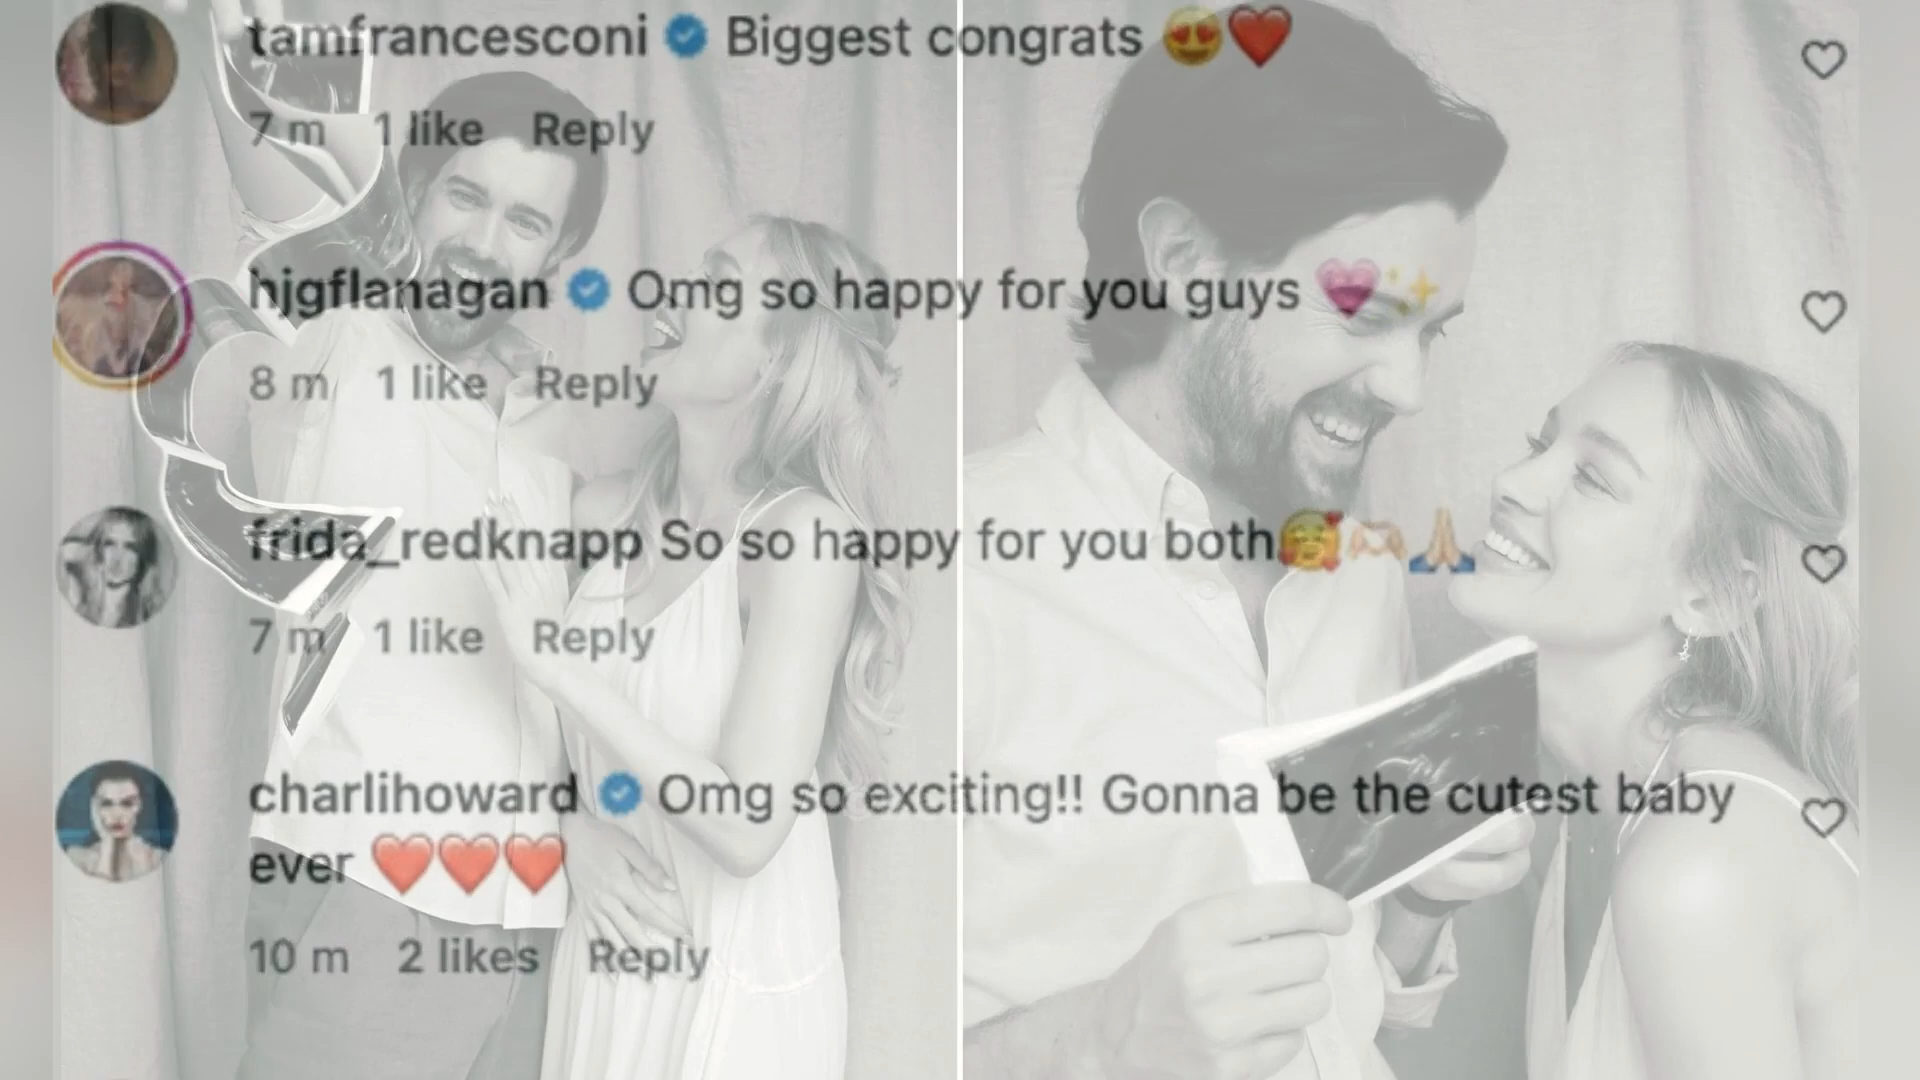 tamfrancesconi Biggest congrats 😍❤️
7 m 1 like Reply
hjgflanagan Omg so happy for you guys 💗✨
8 m 1 like Reply
frida_redknapp So so happy for you both🥰🫶🏼🙏🏼
7 m 1 like Reply
charlihoward Omg so exciting!! Gonna be the cutest baby
ever ❤️❤️❤️
10 m 2 likes Reply